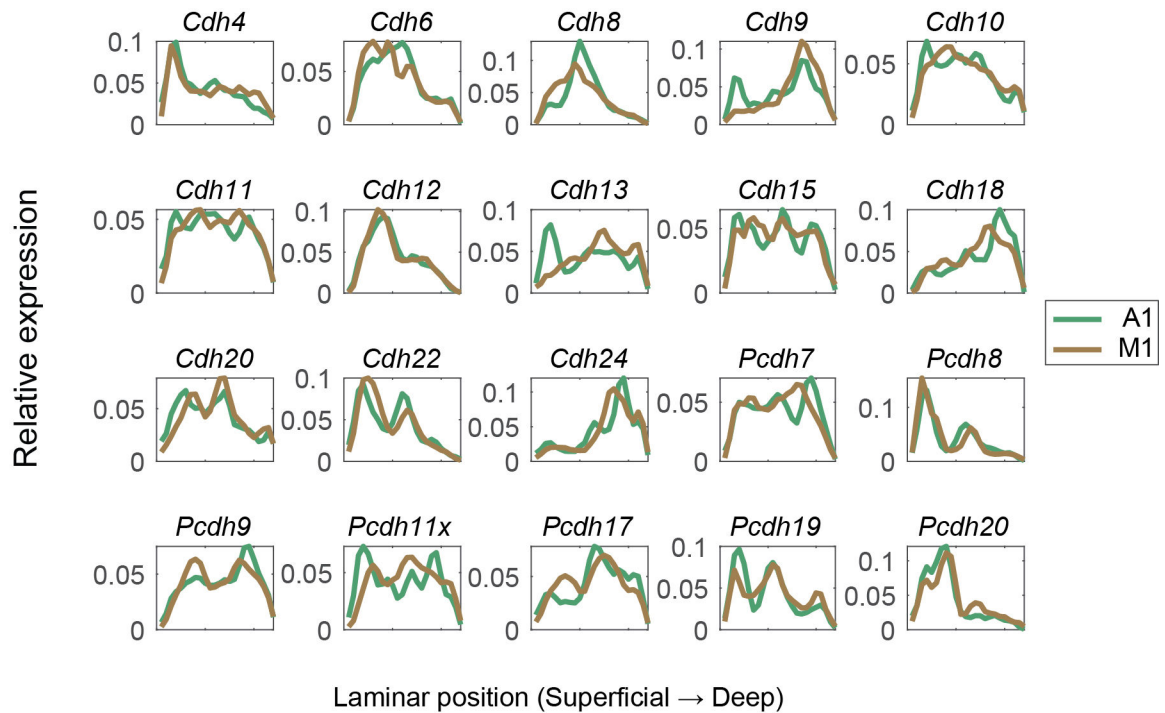 Cdh4 Cdh6 Cdh8 Cdh9 Cdh10
0.1 0.05 0
0.05 0
0.1 0.05 0
0.1 0.05 0
0.05 0
Relative expression
Cdh11 Cdh12 Cdh13 Cdh15 Cdh18
0.05 0
0.1 0.05 0
0.1 0.05 0
0.05 0
0.1 0.05 0
A1
M1
Cdh20 Cdh22 Cdh24 Pcdh7 Pcdh8
0.05 0
0.1 0.05 0
0.1 0.05 0
0.05 0
0.1 0
Pcdh9 Pcdh11x Pcdh17 Pcdh19 Pcdh20
0.05 0
0.05 0
0.05 0
0.1 0.05 0
0.1 0.05 0
Laminar position (Superficial → Deep)